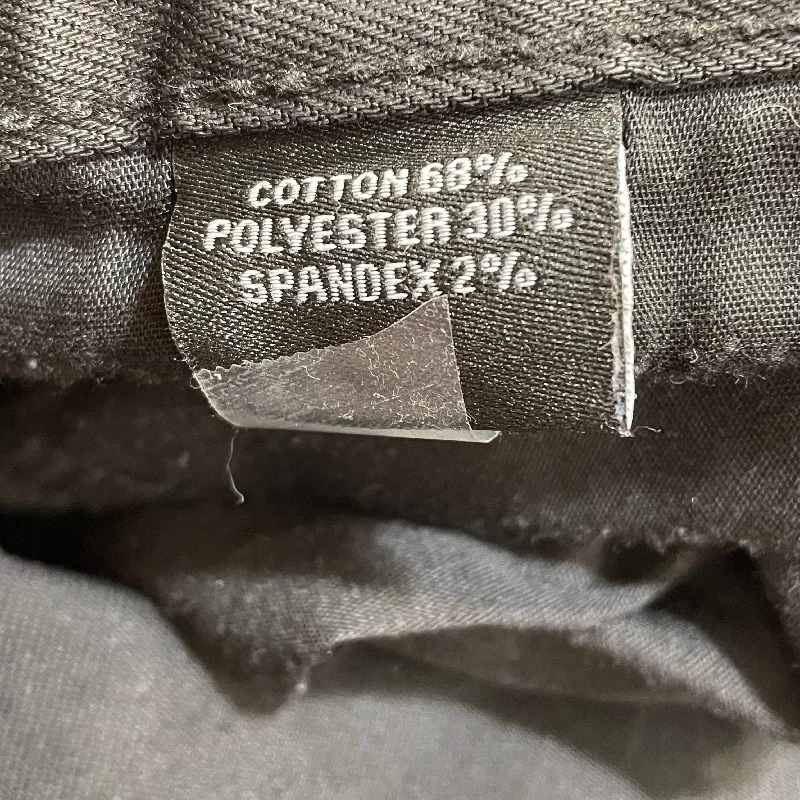 COTTON 68%
POLYESTER 30%
SPANDEX 2%